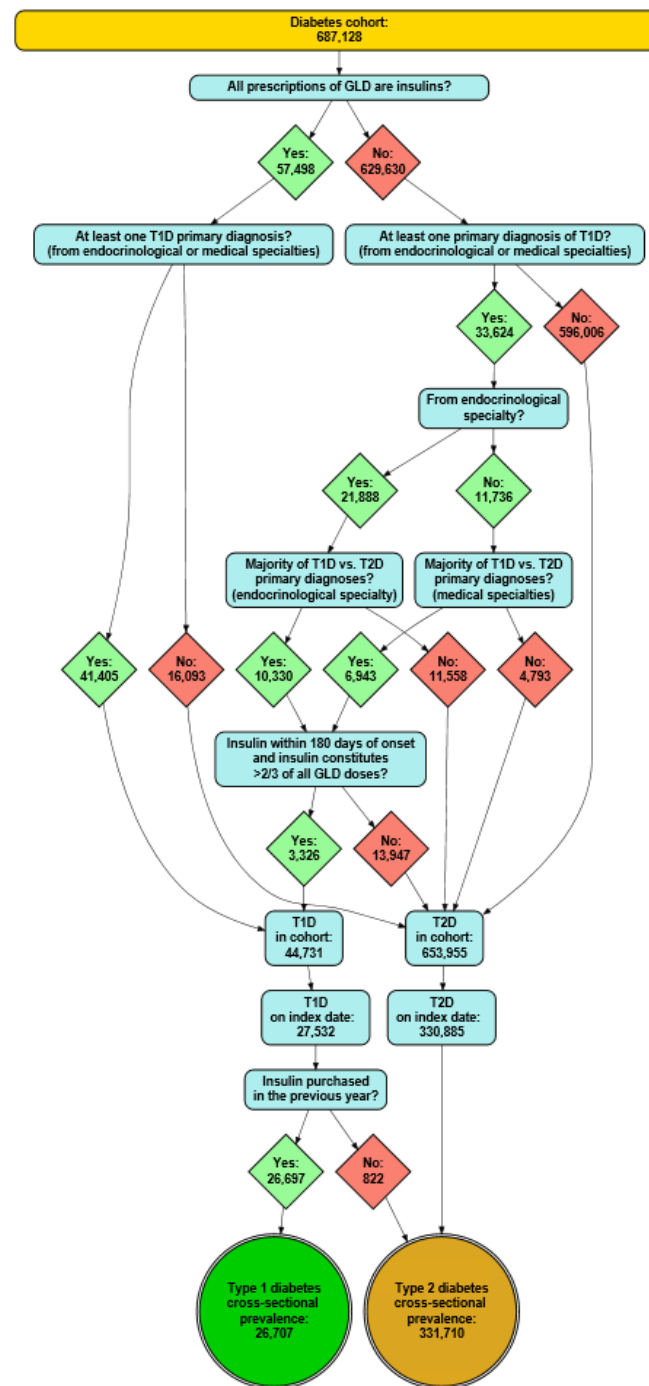 Diabetes cohort:
687,128
All prescriptions of GLD are insulins?
Yes:
57,498
No:
629,630
At least one T1D primary diagnosis?
(from endocrinological or medical specialties)
At least one primary diagnosis of T1D?
(from endocrinological or medical specialties)
Yes:
33,624
No:
596,006
From endocrinological
specialty?
Yes:
21,888
No:
11,736
Majority of T1D vs. T2D
primary diagnoses?
(endocrinological specialty)
Majority of T1D vs. T2D
primary diagnoses?
(medical specialties)
Yes:
41,405
No:
16,093
Yes:
10,330
Yes:
6,943
No:
11,558
No:
4,793
Insulin within 180 days of onset
and insulin constitutes
>2/3 of all GLD doses?
Yes:
3,326
No:
13,947
T1D
in cohort:
44,731
T2D
in cohort:
653,955
T1D
on index date:
27,532
T2D
on index date:
330,885
Insulin purchased
in the previous year?
Yes:
26,697
No:
822
Type 1 diabetes
cross-sectional
prevalence:
26,707
Type 2 diabetes
cross-sectional
prevalence:
331,710